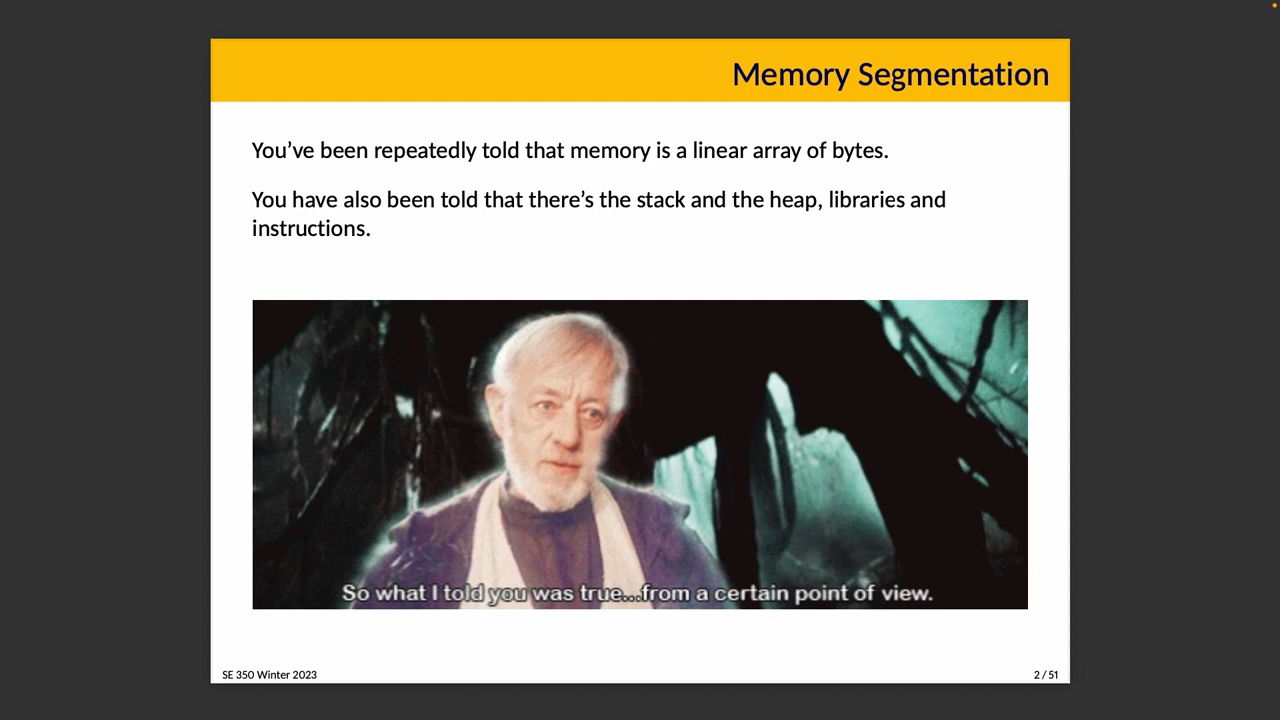 Memory Segmentation
You’ve been repeatedly told that memory is a linear array of bytes.
You have also been told that there’s the stack and the heap, libraries and
instructions.
So what I told you was true...from a certain point of view.
SE 350 Winter 2023
2 / 51